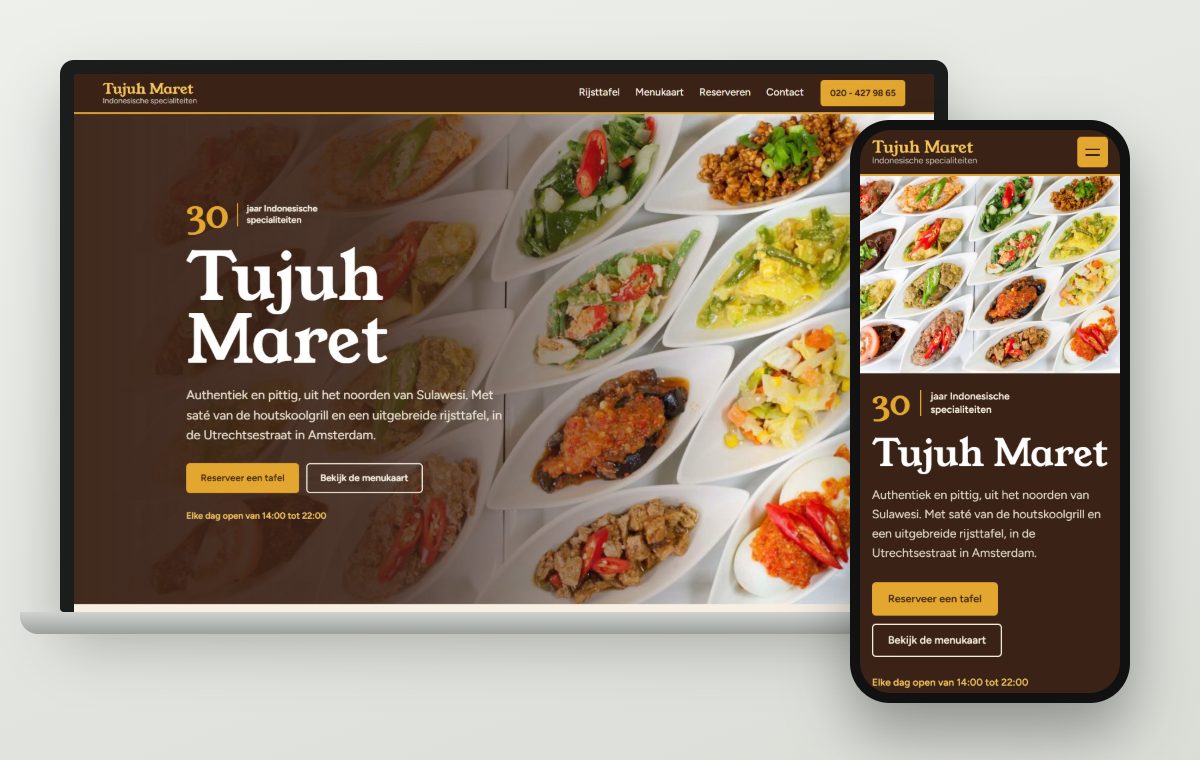 Tujuh Maret
Indonesische specialiteiten
Rijsttafel
Menukaart
Reserveren
Contact
020 - 427 98 65
30
jaar Indonesische
specialiteiten
Tujuh
Maret
Authentiek en pittig, uit het noorden van Sulawesi. Met
saté van de houtskoolgrill en een uitgebreide rijsttafel, in
de Utrechtsestraat in Amsterdam.
Reserveer een tafel
Bekijk de menukaart
Elke dag open van 14:00 tot 22:00
Tujuh Maret
Indonesische specialiteiten
30
jaar Indonesische
specialiteiten
Tujuh Maret
Authentiek en pittig, uit het noorden van
Sulawesi. Met saté van de houtskoolgrill en
een uitgebreide rijsttafel, in de
Utrechtsestraat in Amsterdam.
Reserveer een tafel
Bekijk de menukaart
Elke dag open van 14:00 tot 22:00